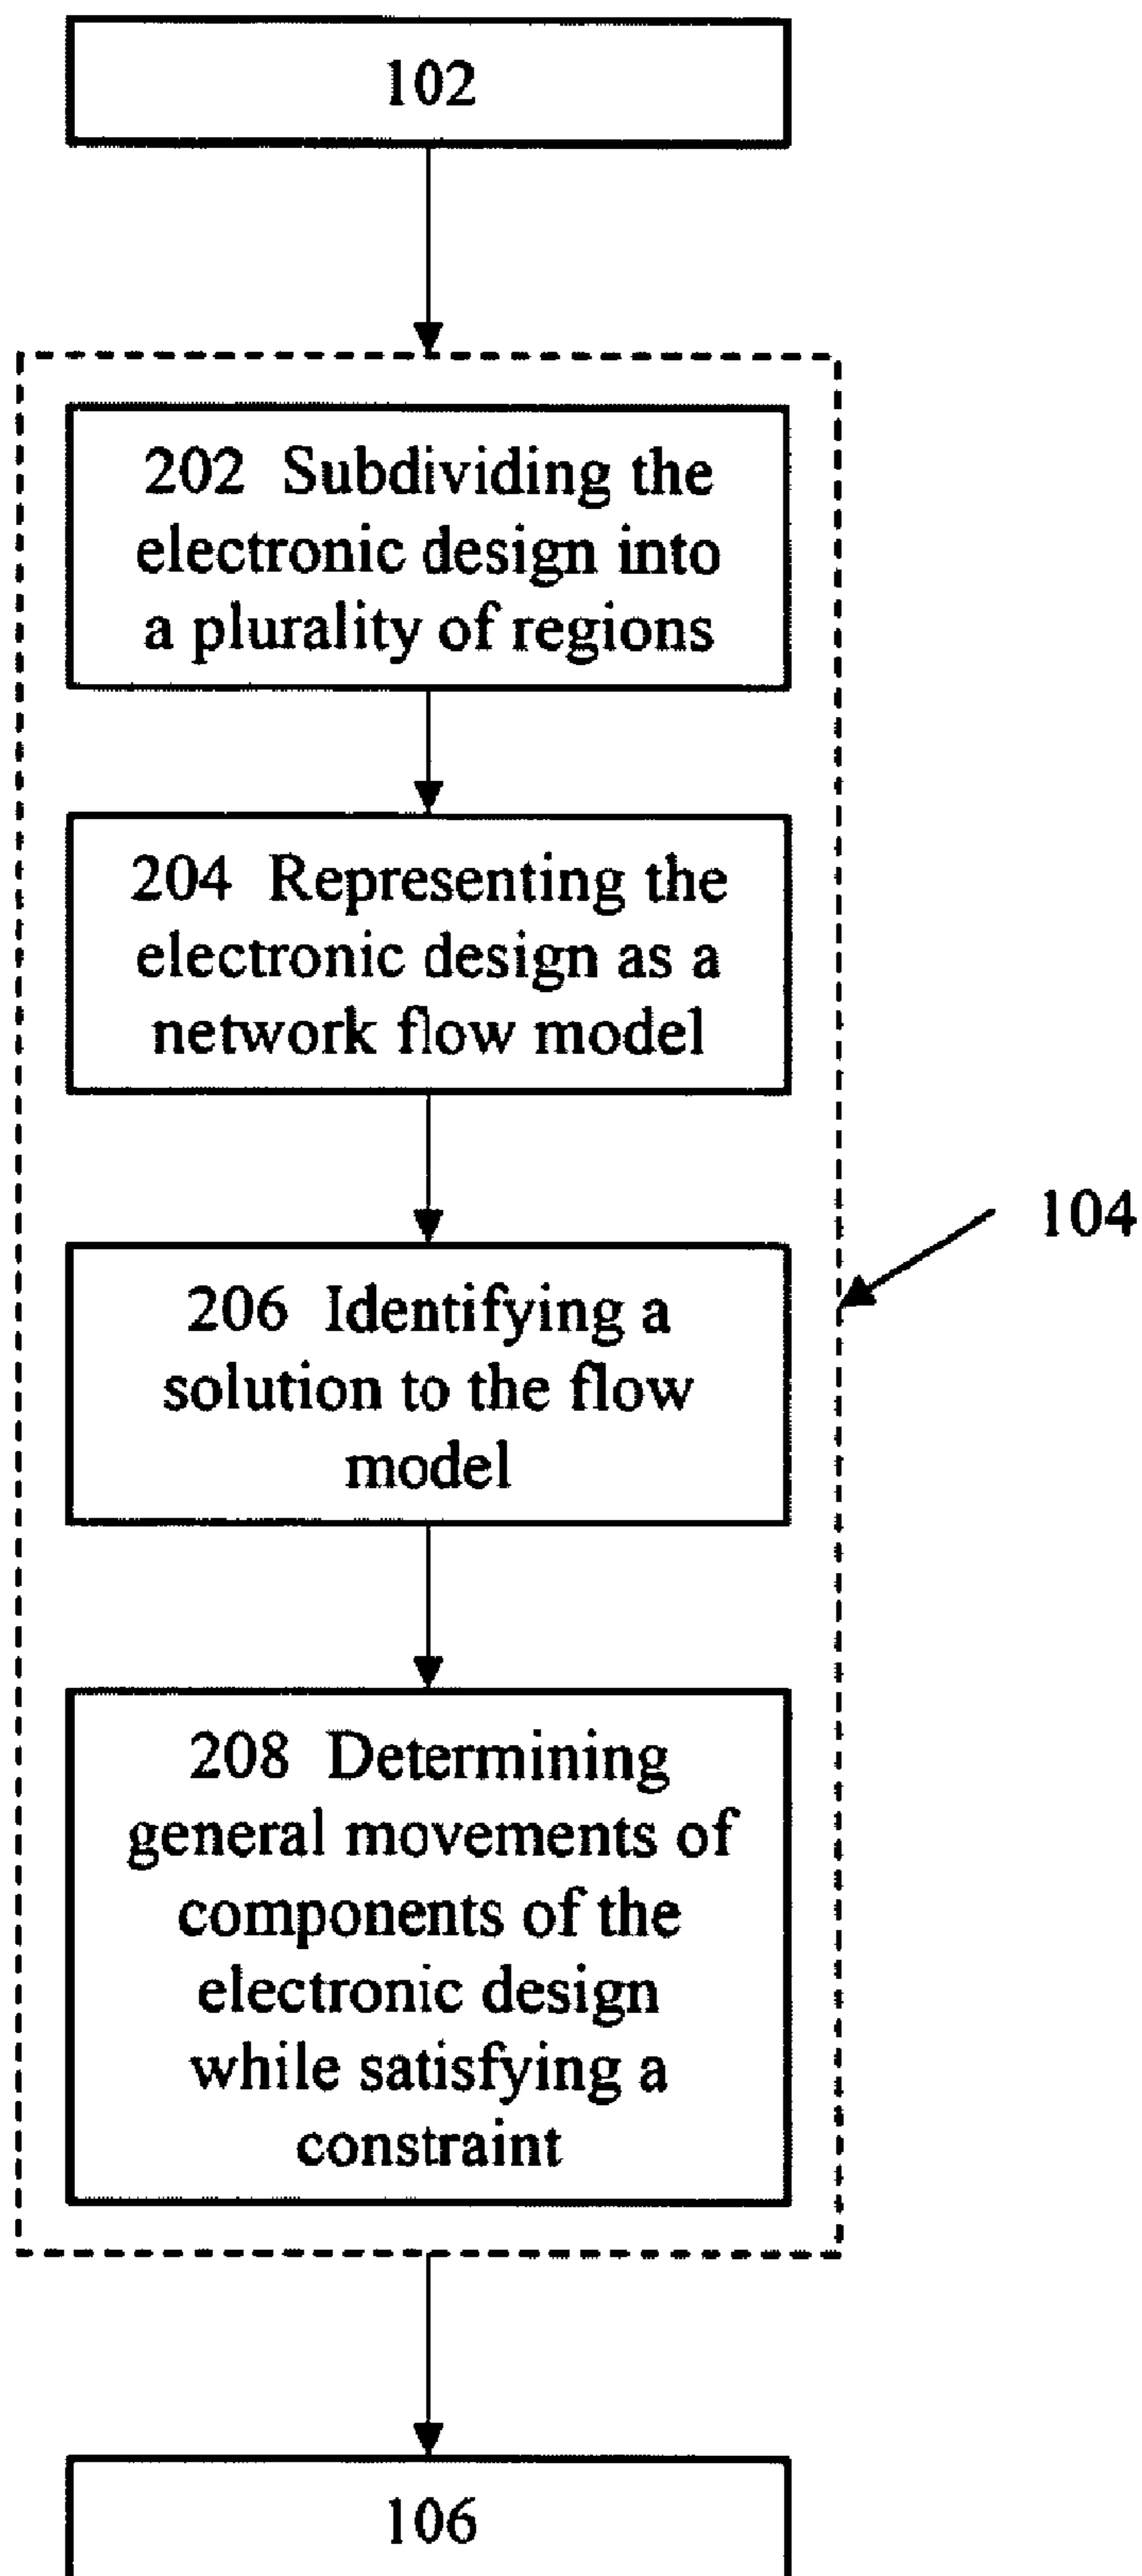 102
202 Subdividing the
electronic design into
a plurality of regions
204 Representing the
electronic design as a
network flow model
104
206 Identifying a
solution to the flow
model
208 Determining
general movements of
components of the
electronic design
while satisfying a
constraint
106